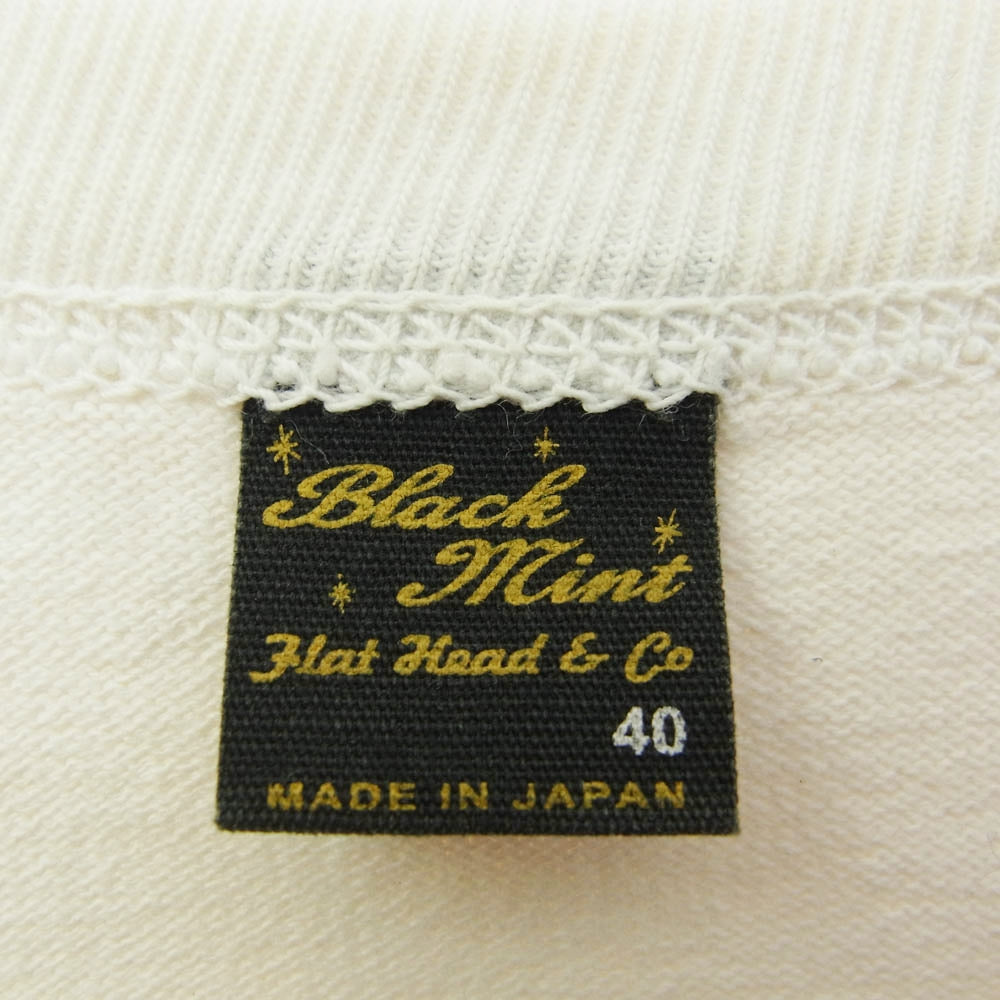 Black
Mint
Flat Head & Co
40
MADE IN JAPAN